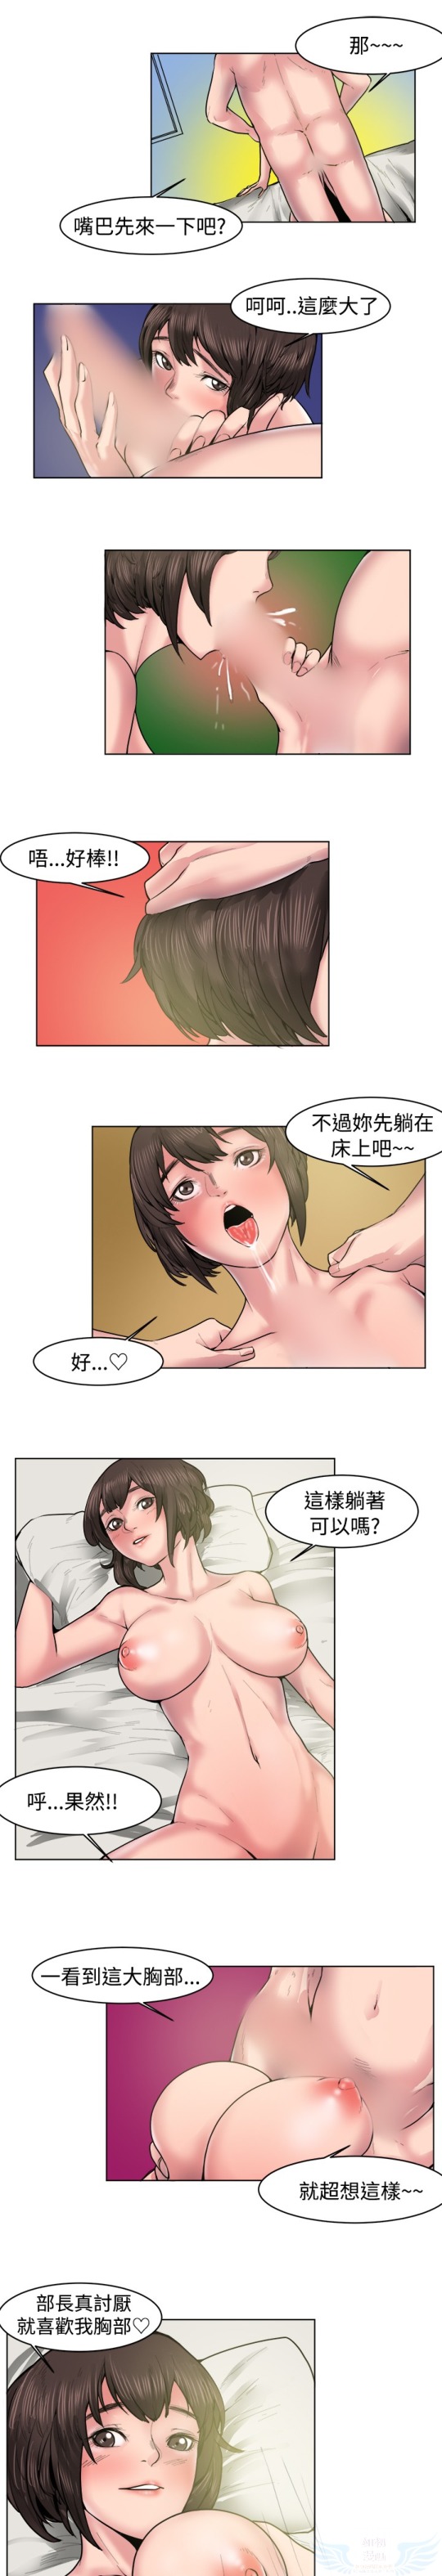 那~~~
嘴巴先來一下吧?
呵呵..這麼大了
唔...好棒!!
不過妳先躺在
床上吧~~
好...♡
這樣躺著
可以嗎?
呼...果然!!
一看到這大胸部...
就超想這樣~~
部長真討厭
就喜歡我胸部♡